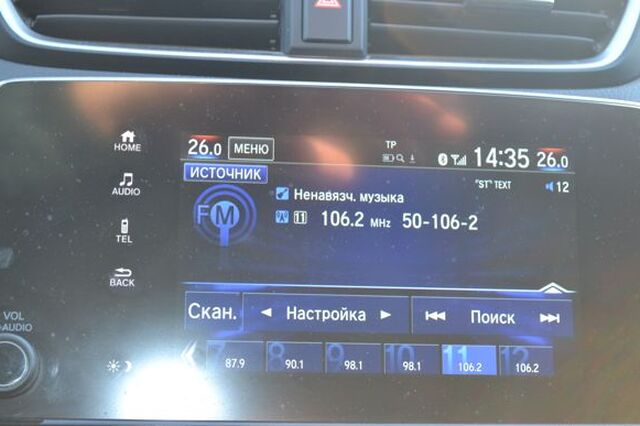 26.0 МЕНЮ TP 14:35 26.0
ИСТОЧНИК "ST" TEXT 12
Ненавязч. музыка
FM 11 106.2 MHz 50-106-2
HOME
AUDIO
TEL
BACK
VOL
AUDIO
Скан. Настройка Поиск
7 8 9 10 11 12
87.9 90.1 98.1 98.1 106.2 106.2